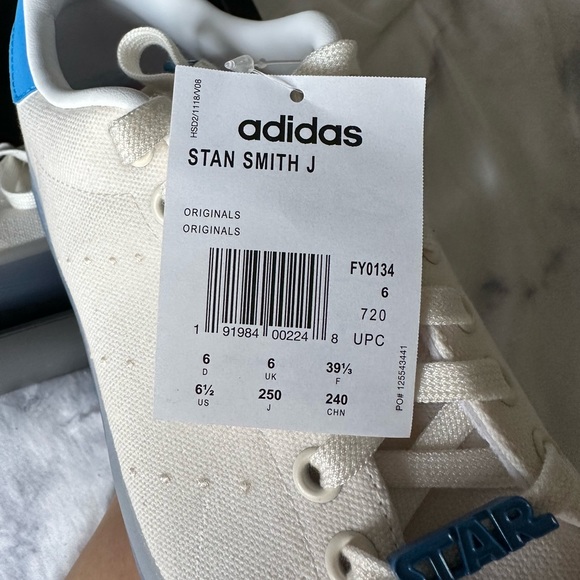 HSD2/1118/V08
adidas
STAN SMITH J
ORIGINALS
ORIGINALS
FY0134
6
720
UPC
1 91984 00224 8
6 6 39⅓
D UK F
6½ 250 240
US J CHN
PO# 125543441
STAR